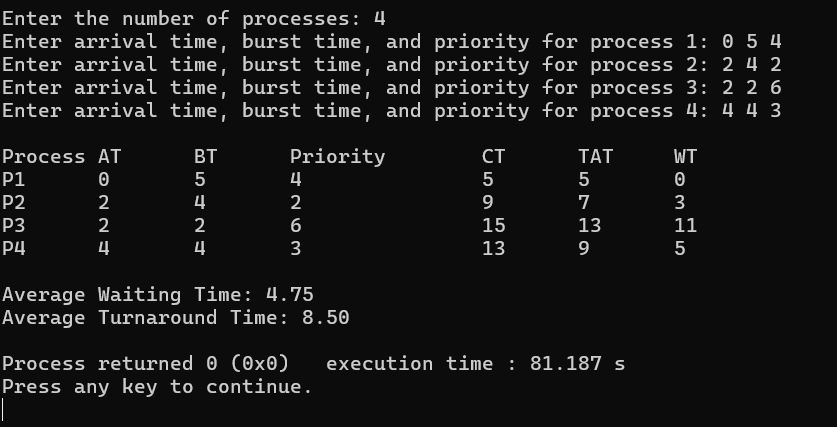 Enter the number of processes: 4
Enter arrival time, burst time, and priority for process 1: 0 5 4
Enter arrival time, burst time, and priority for process 2: 2 4 2
Enter arrival time, burst time, and priority for process 3: 2 2 6
Enter arrival time, burst time, and priority for process 4: 4 4 3
Process AT      BT      Priority        CT      TAT     WT
P1      0       5       4               5       5       0
P2      2       4       2               9       7       3
P3      2       2       6               15      13      11
P4      4       4       3               13      9       5
Average Waiting Time: 4.75
Average Turnaround Time: 8.50
Process returned 0 (0x0)   execution time : 81.187 s
Press any key to continue.